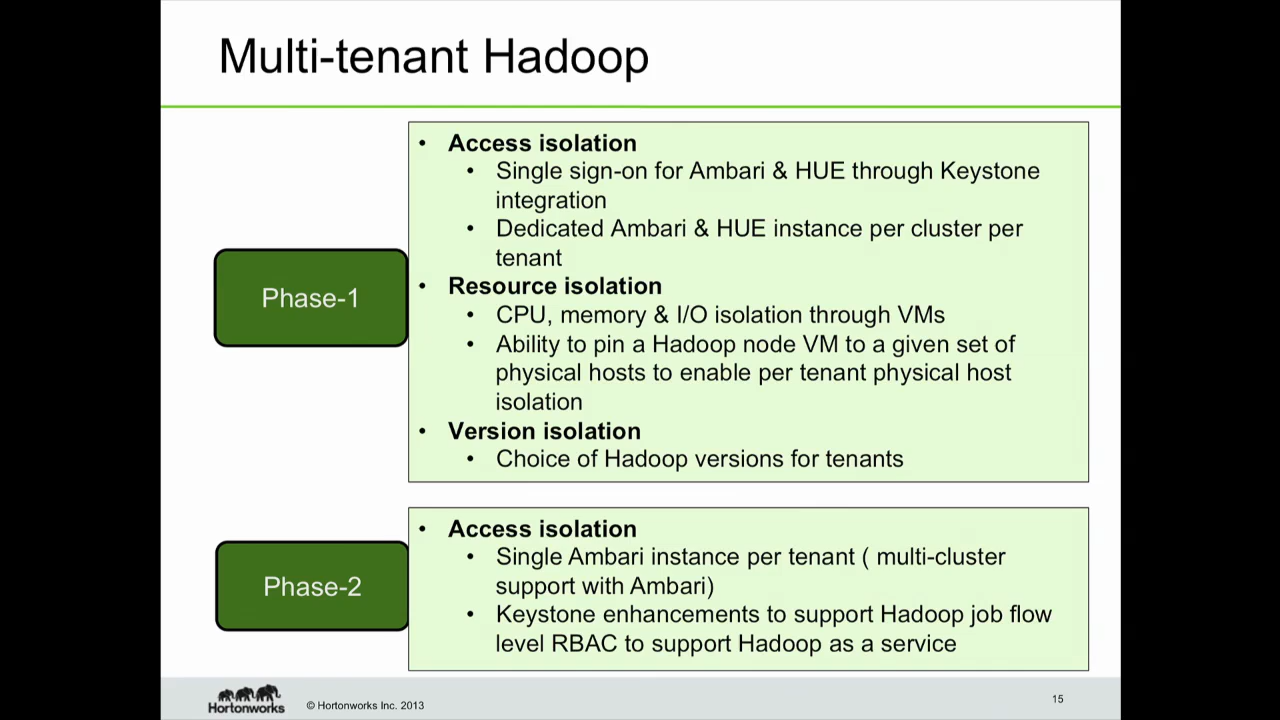 Multi-tenant Hadoop
• Access isolation
• Single sign-on for Ambari & HUE through Keystone
integration
• Dedicated Ambari & HUE instance per cluster per
tenant
Phase-1
• Resource isolation
• CPU, memory & I/O isolation through VMs
• Ability to pin a Hadoop node VM to a given set of
physical hosts to enable per tenant physical host
isolation
• Version isolation
• Choice of Hadoop versions for tenants
• Access isolation
• Single Ambari instance per tenant ( multi-cluster
support with Ambari)
Phase-2
• Keystone enhancements to support Hadoop job flow
level RBAC to support Hadoop as a service
Hortonworks
© Hortonworks Inc. 2013
15